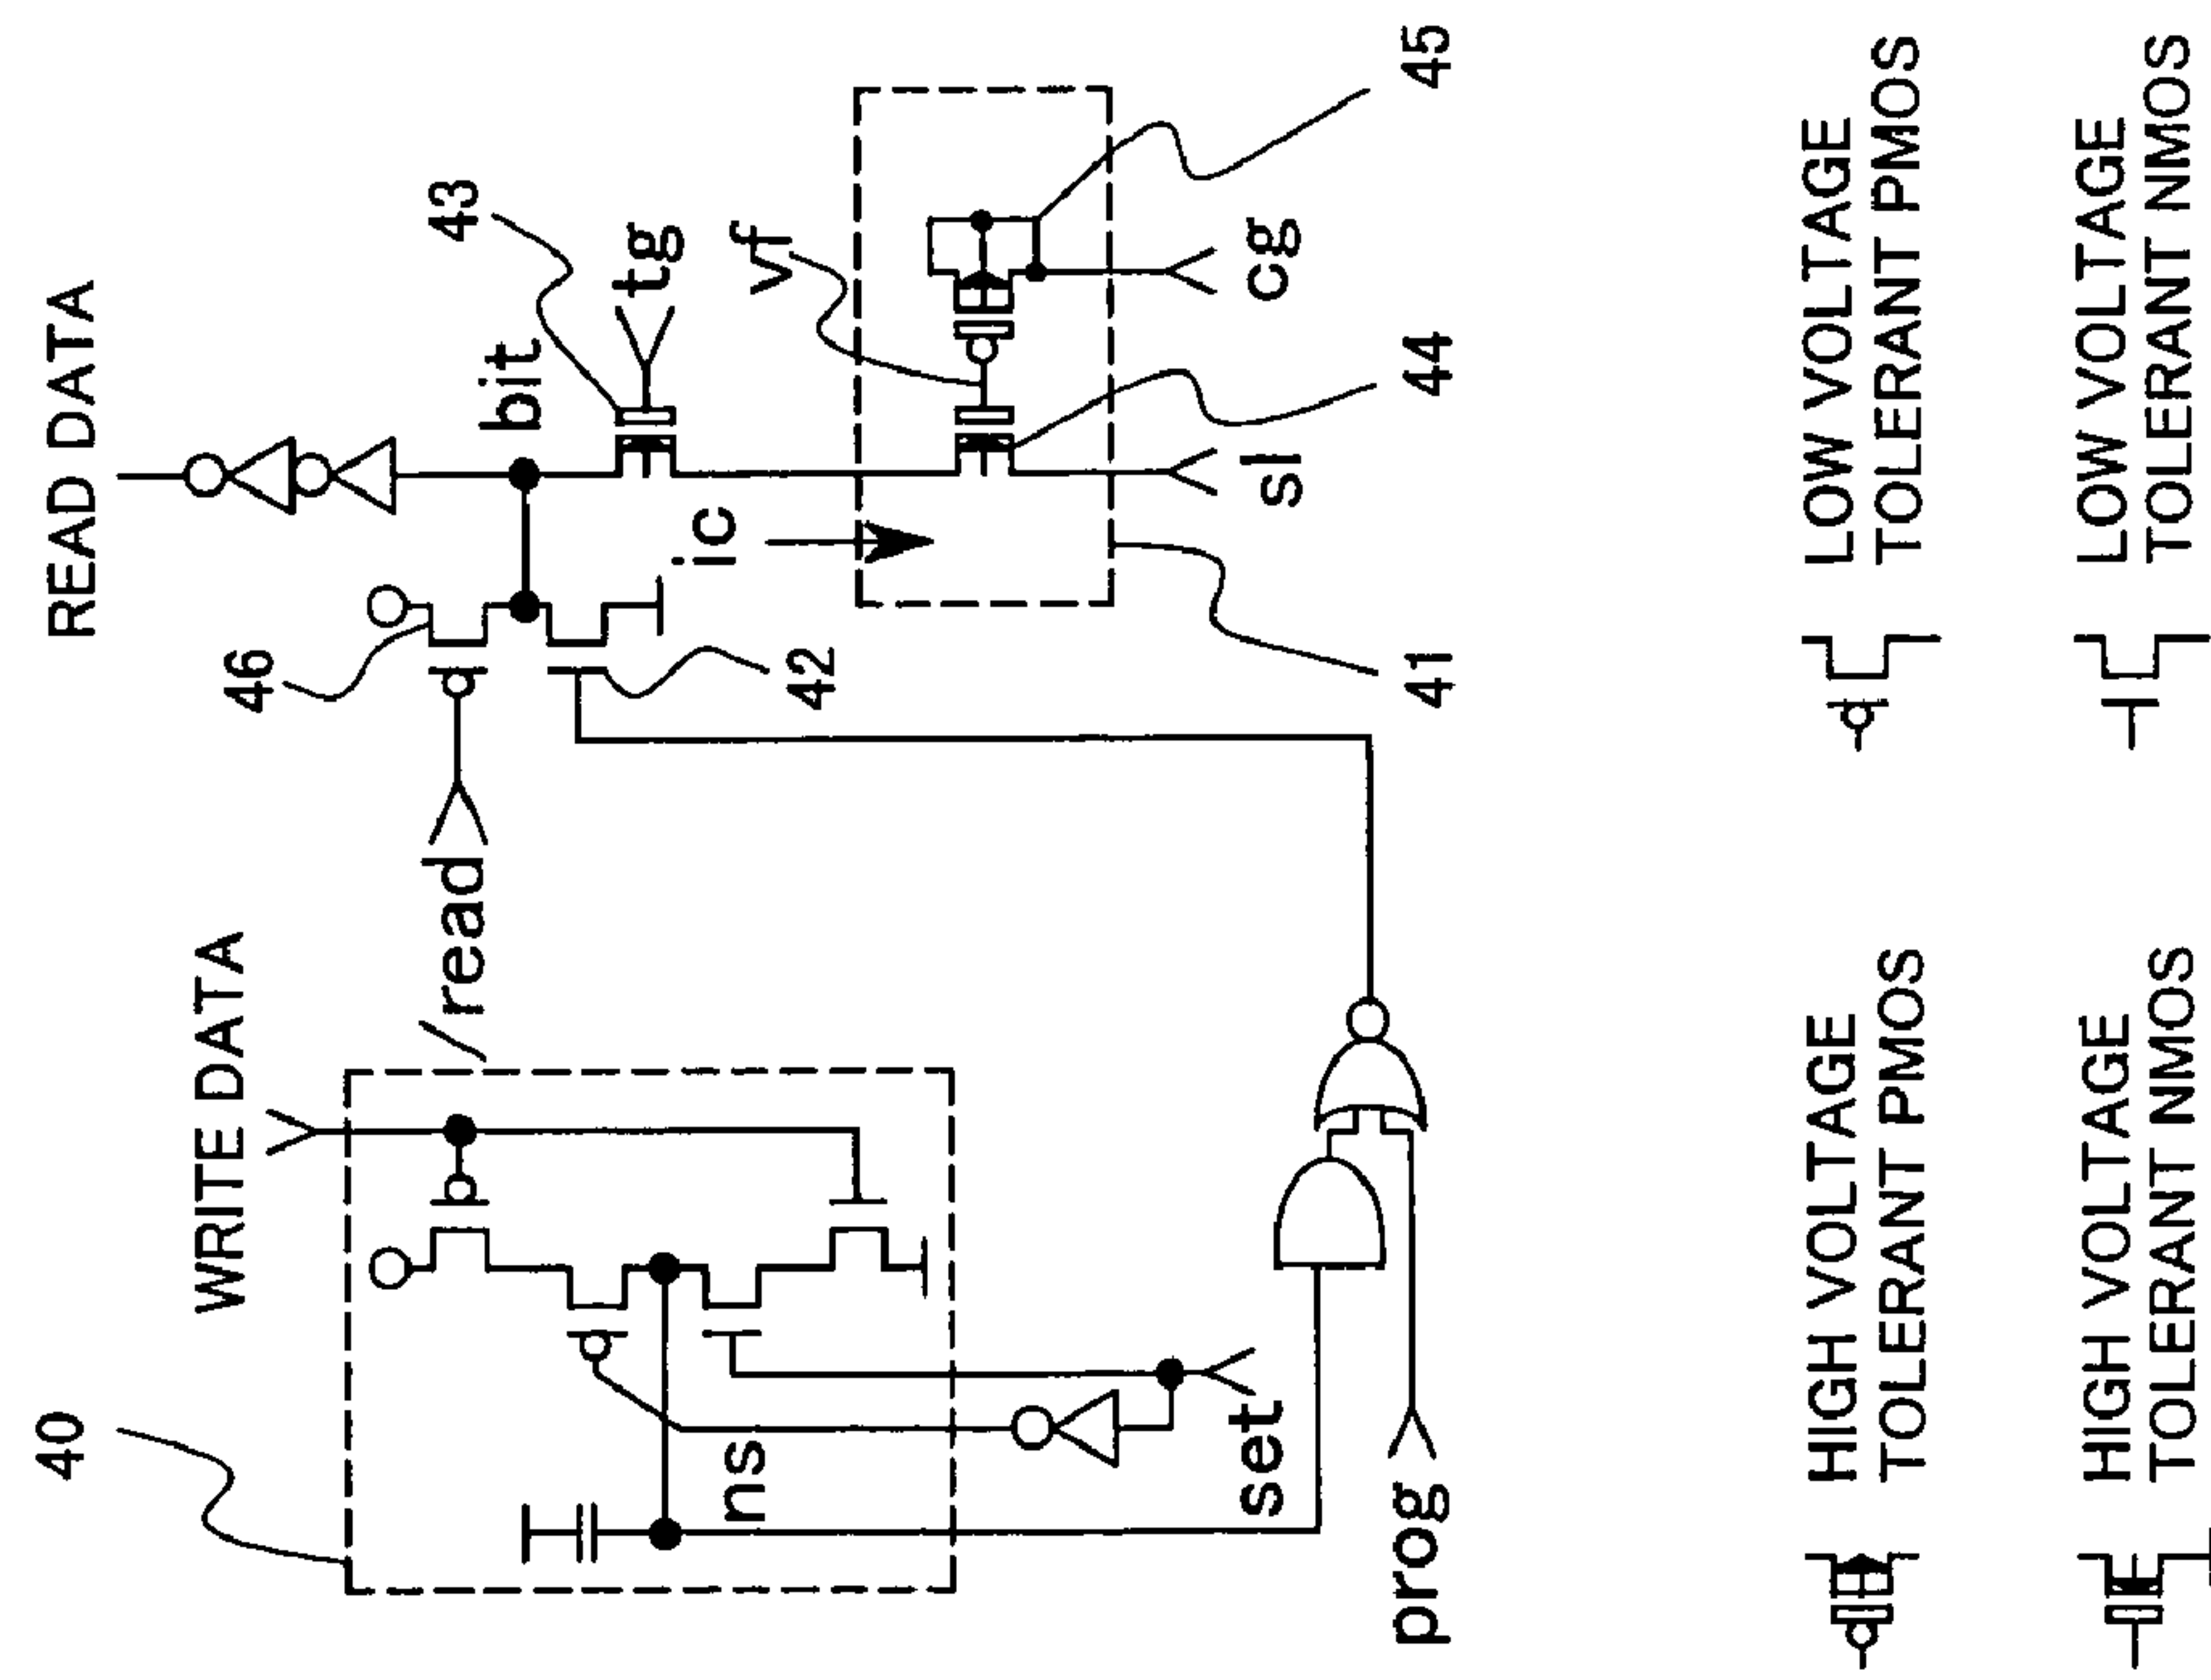 40
READ DATA
WRITE DATA
46
/read
43
bit
tg
ic
ns
vf
42
set
sl
cg
prog
41
44
45
HIGH VOLTAGE
TOLERANT PMOS
LOW VOLTAGE
TOLERANT PMOS
HIGH VOLTAGE
TOLERANT NMOS
LOW VOLTAGE
TOLERANT NMOS